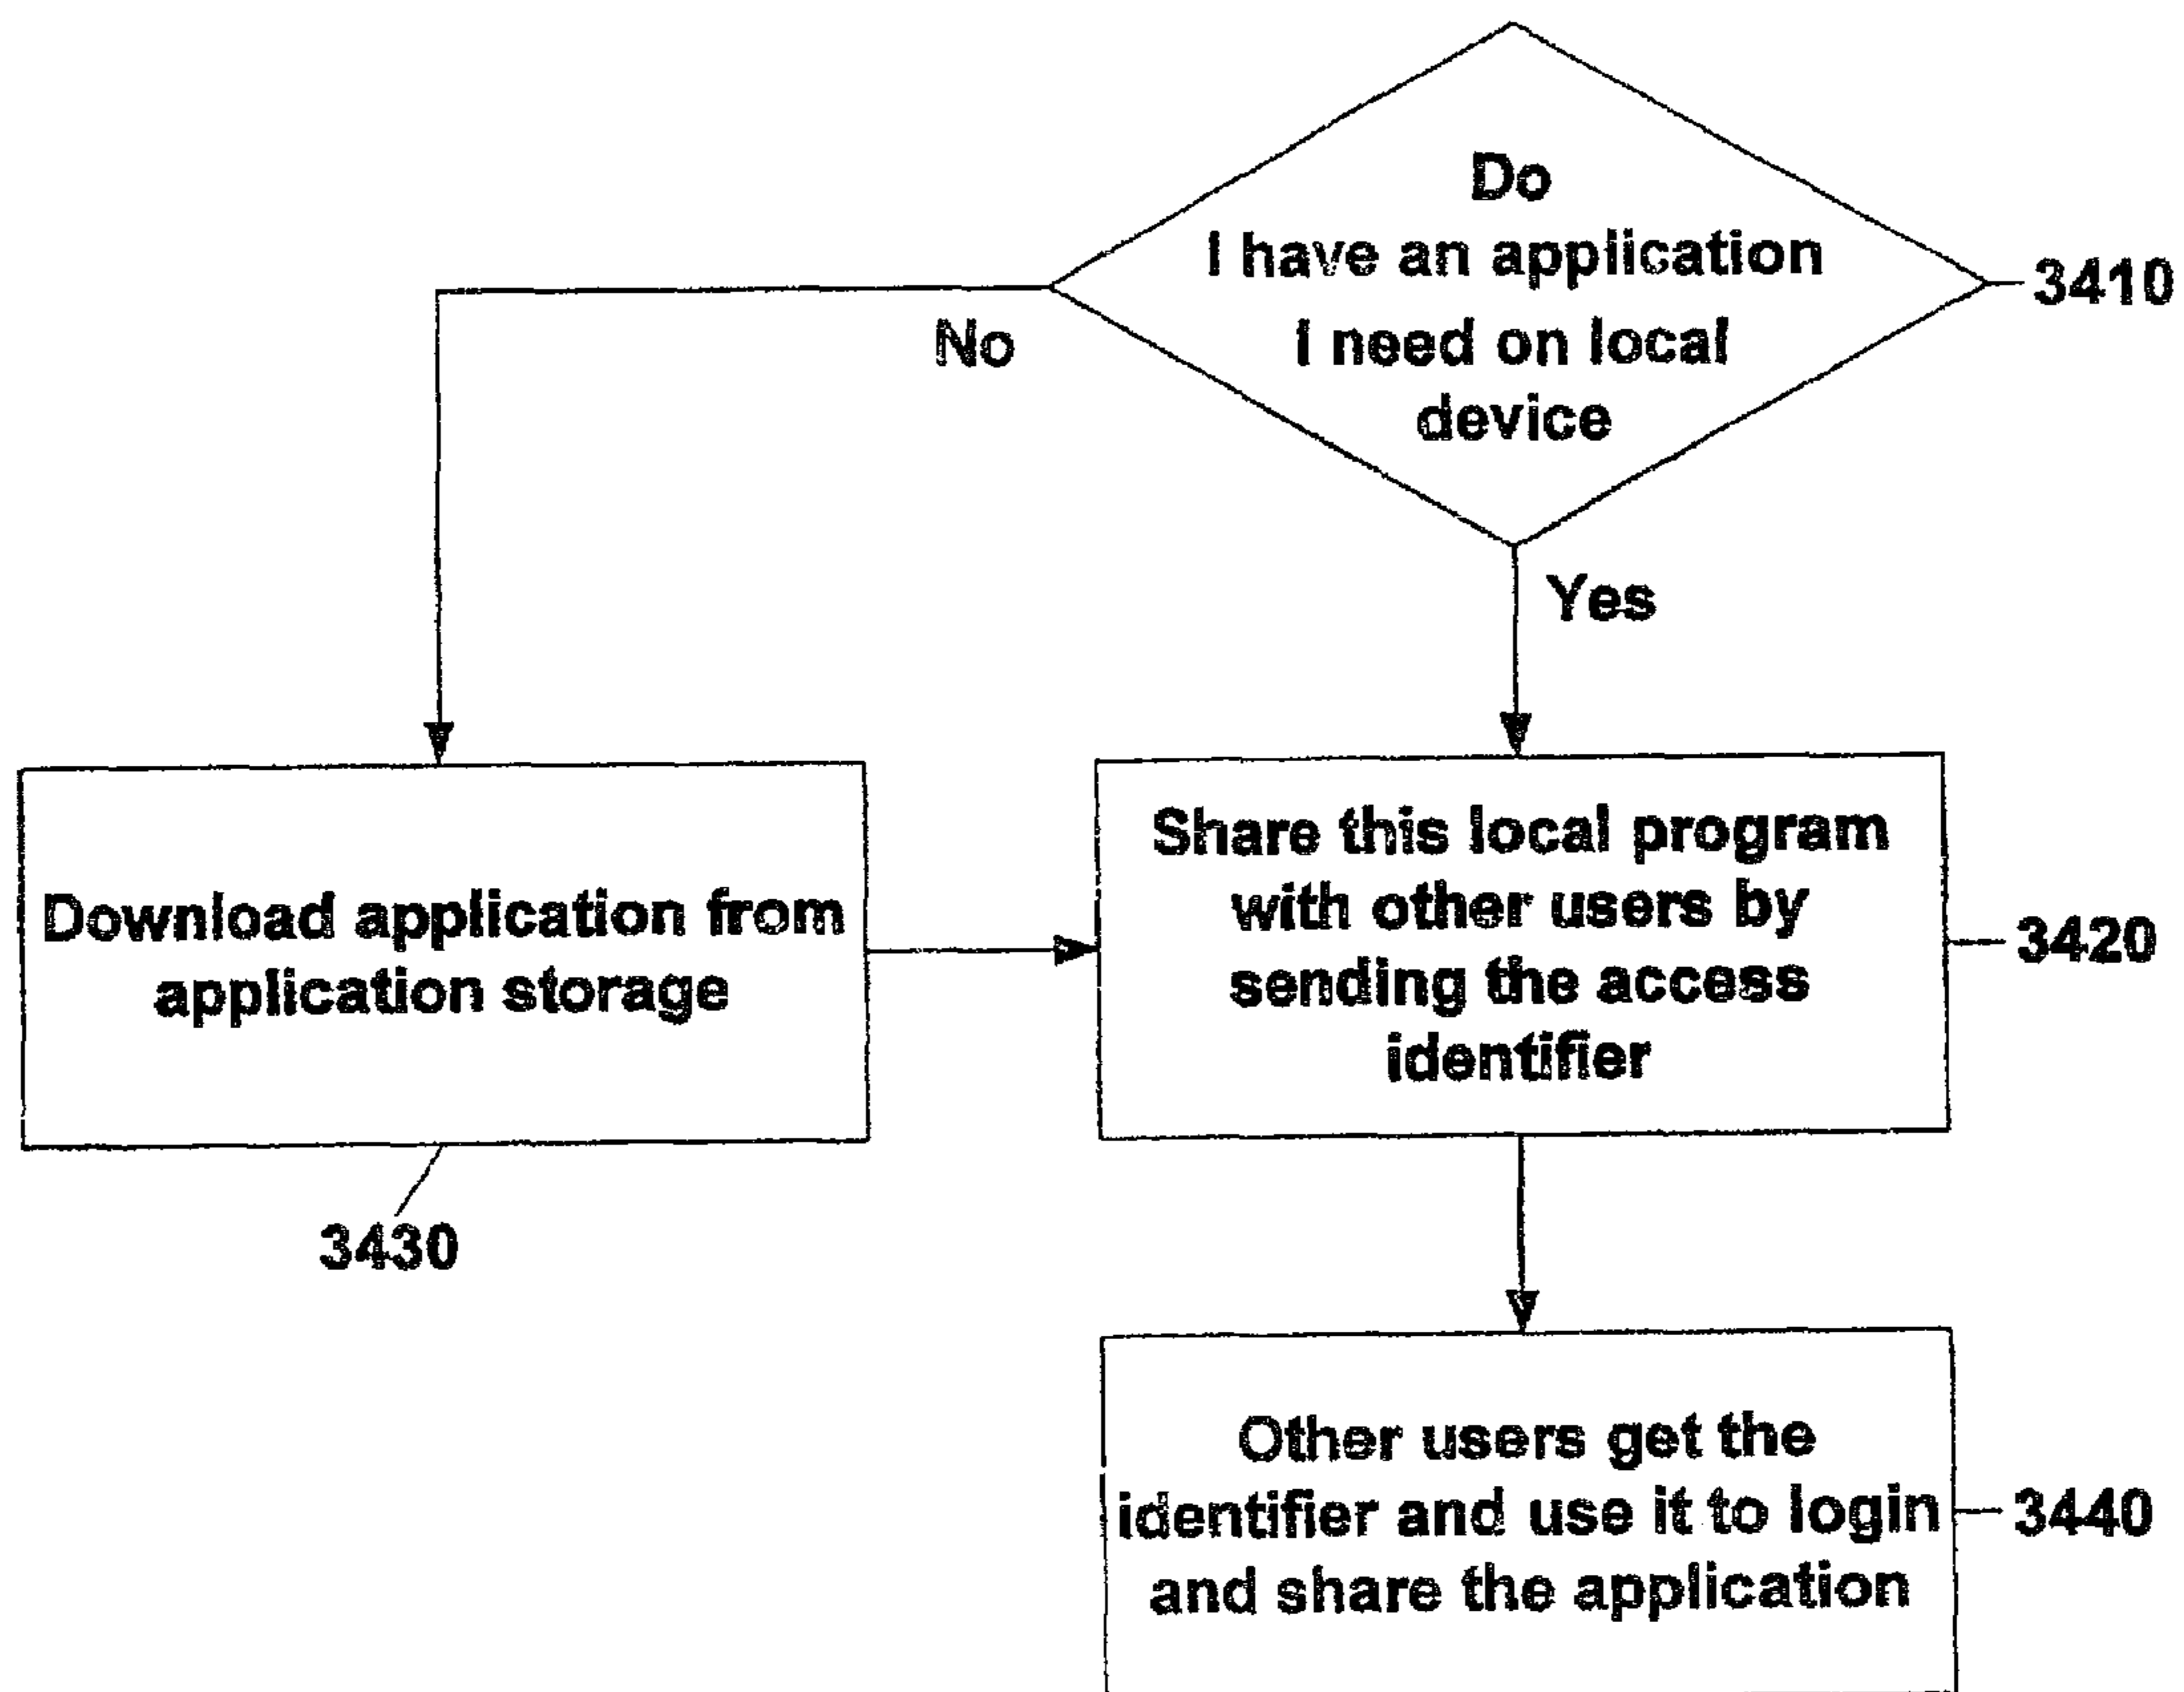 Do
I have an application
I need on local
device
3410
No
Yes
Download application from
application storage
3430
Share this local program
with other users by
sending the access
identifier
3420
Other users get the
identifier and use it to login
and share the application
3440